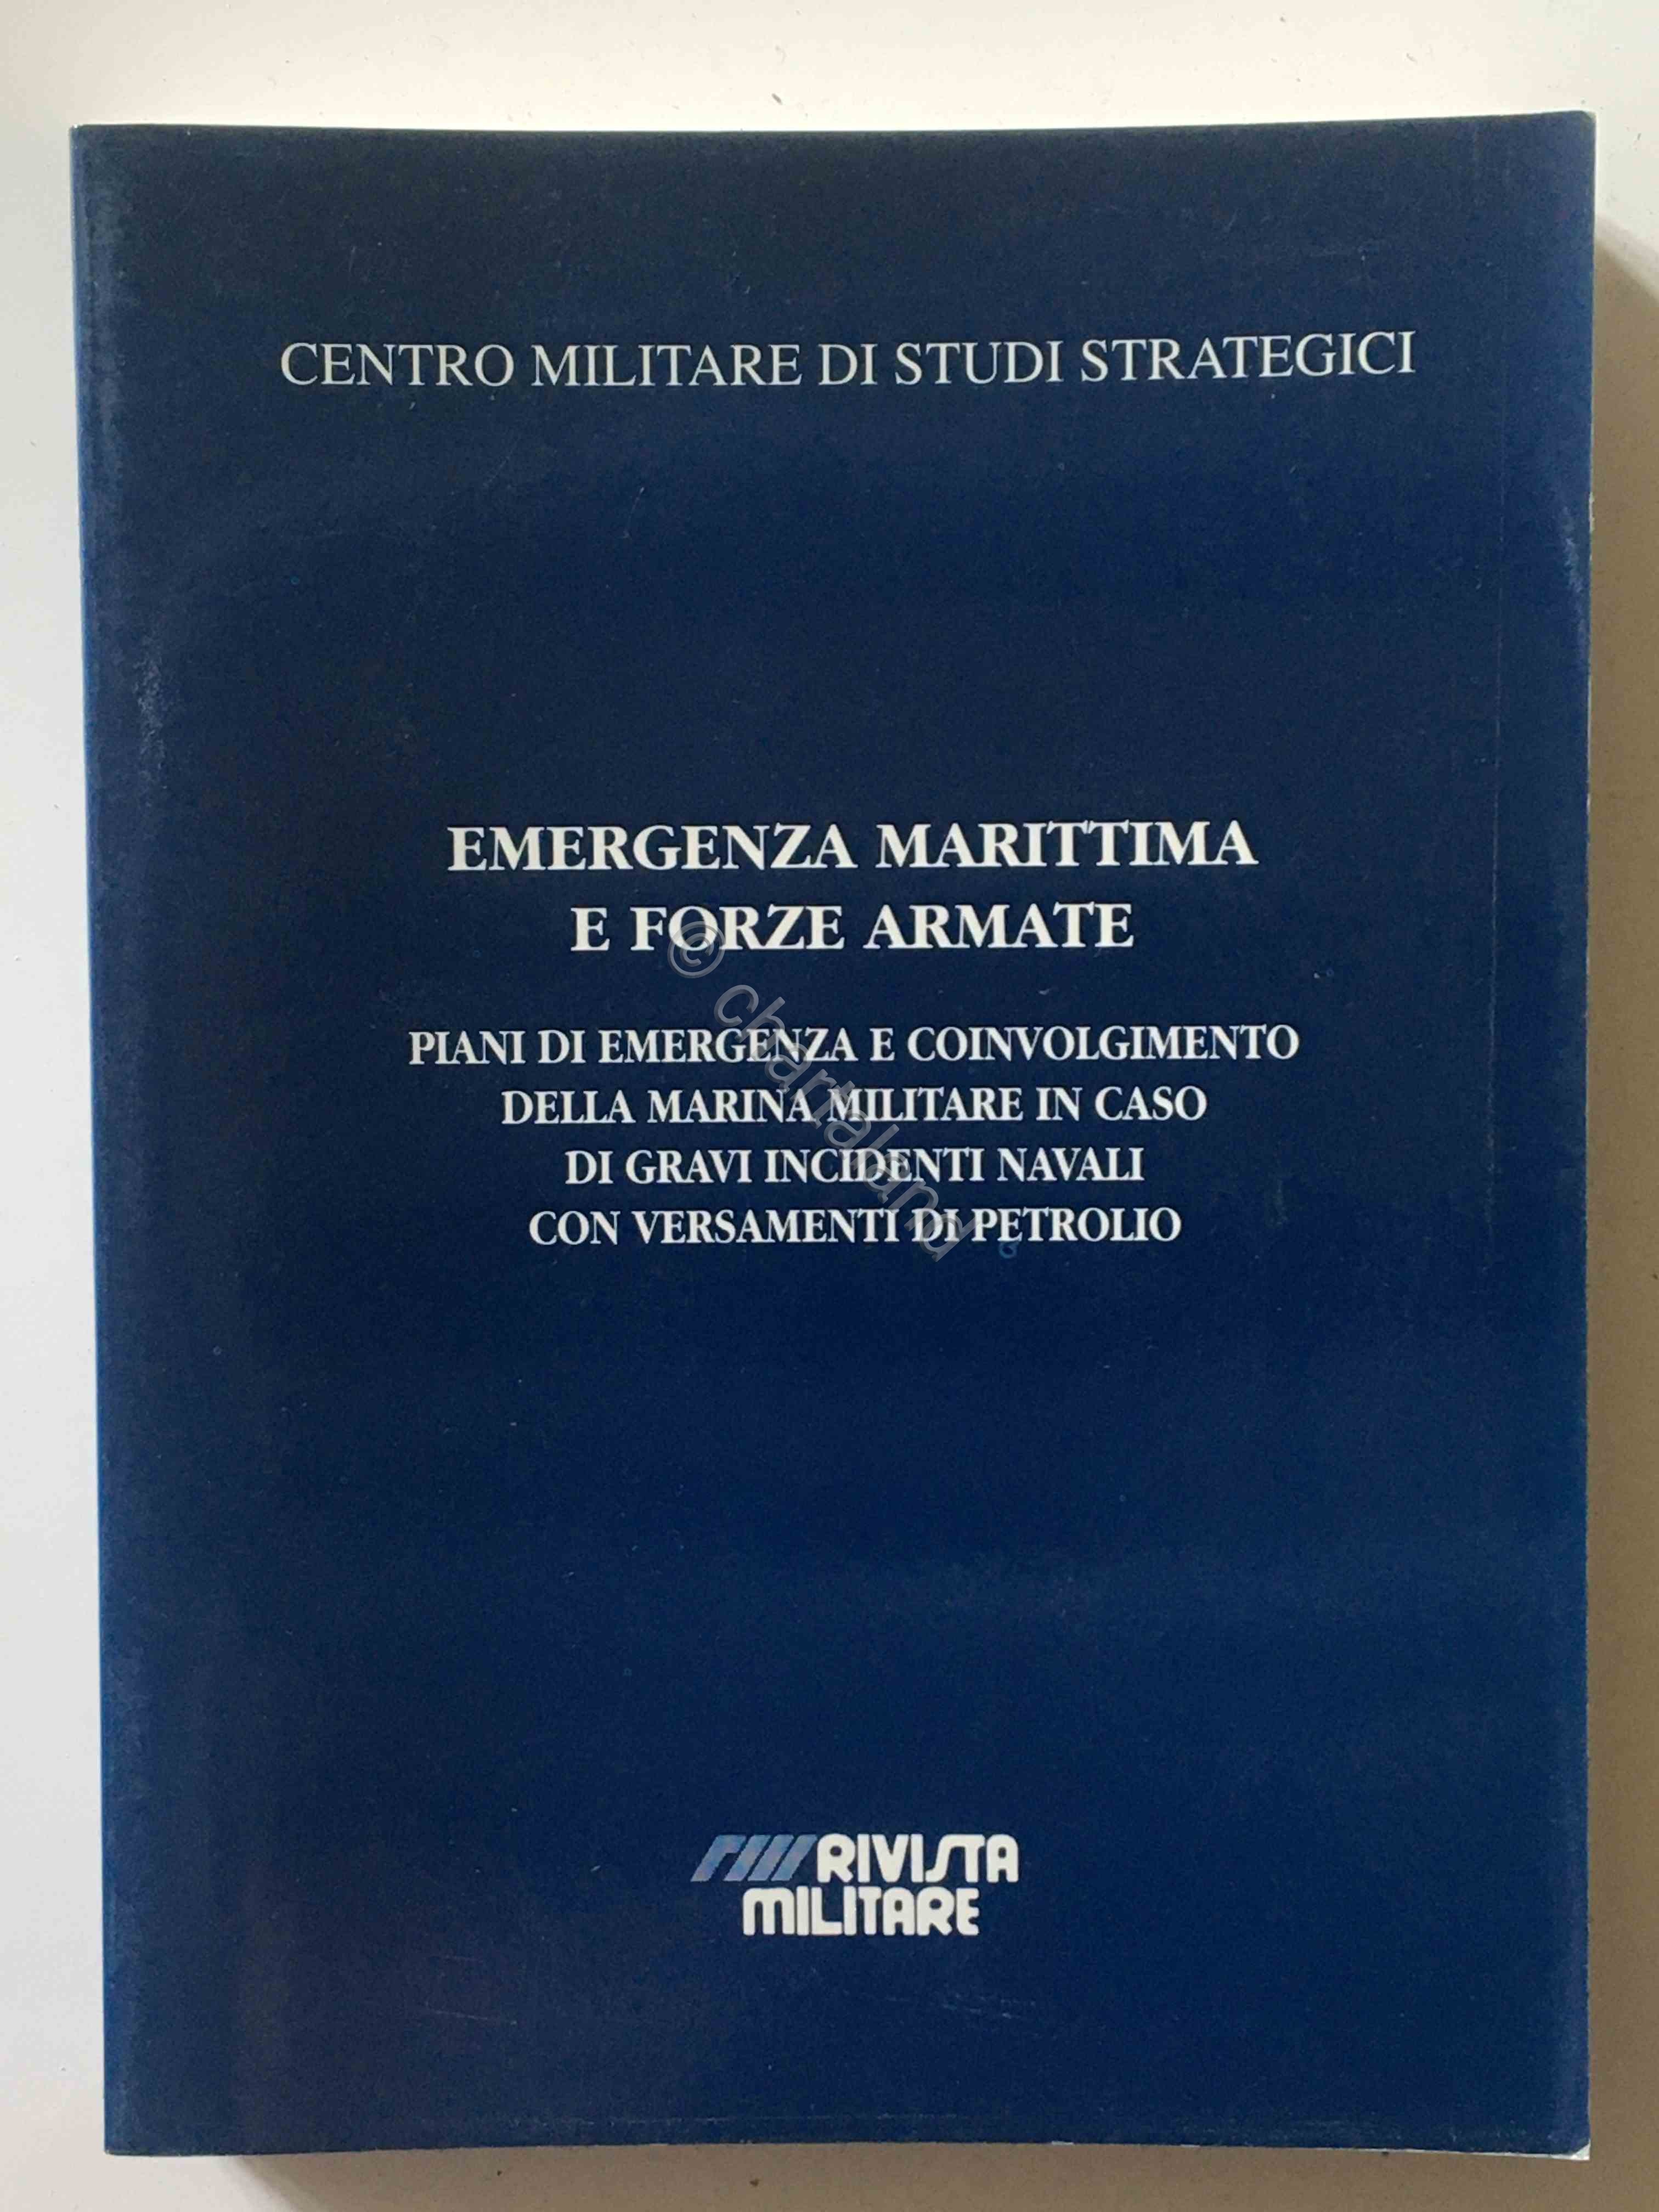 CENTRO MILITARE DI STUDI STRATEGICI
EMERGENZA MARITTIMA
E FORZE ARMATE
PIANI DI EMERGENZA E COINVOLGIMENTO
DELLA MARINA MILITARE IN CASO
DI GRAVI INCIDENTI NAVALI
CON VERSAMENTI DI PETROLIO
© chartaland
RIVISTA
MILITARE